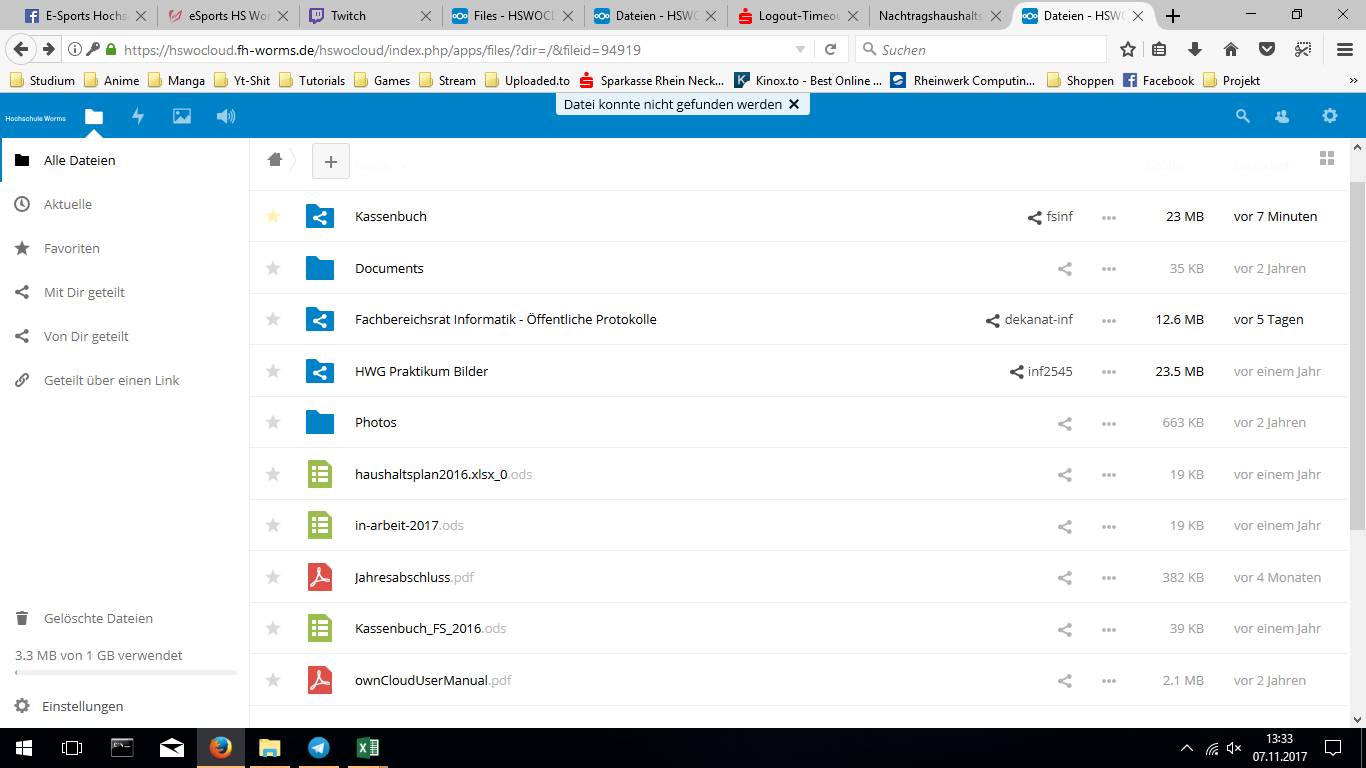 E-Sports Hochs
eSports HS Wor
Twitch
Files - HSWOCL
Dateien - HSWO
Logout-Timeou
Nachtragshaushalts
Dateien - HSWO
https://hswocloud.fh-worms.de/hswocloud/index.php/apps/files/?dir=/&fileid=94919
Suchen
Studium Anime Manga Yt-Shit Tutorials Games Stream Uploaded.to Sparkasse Rhein Neck... Kinox.to - Best Online ... Rheinwerk Computin... Shoppen Facebook Projekt
Datei konnte nicht gefunden werden
Hochschule Worms
Alle Dateien
Aktuelle
Favoriten
Mit Dir geteilt
Von Dir geteilt
Geteilt über einen Link
Gelöschte Dateien
3.3 MB von 1 GB verwendet
Einstellungen
Kassenbuch fsinf 23 MB vor 7 Minuten
Documents 35 KB vor 2 Jahren
Fachbereichsrat Informatik - Öffentliche Protokolle dekanat-inf 12.6 MB vor 5 Tagen
HWG Praktikum Bilder inf2545 23.5 MB vor einem Jahr
Photos 663 KB vor 2 Jahren
haushaltsplan2016.xlsx_0.ods 19 KB vor einem Jahr
in-arbeit-2017.ods 19 KB vor einem Jahr
Jahresabschluss.pdf 382 KB vor 4 Monaten
Kassenbuch_FS_2016.ods 39 KB vor einem Jahr
ownCloudUserManual.pdf 2.1 MB vor 2 Jahren
13:33
07.11.2017